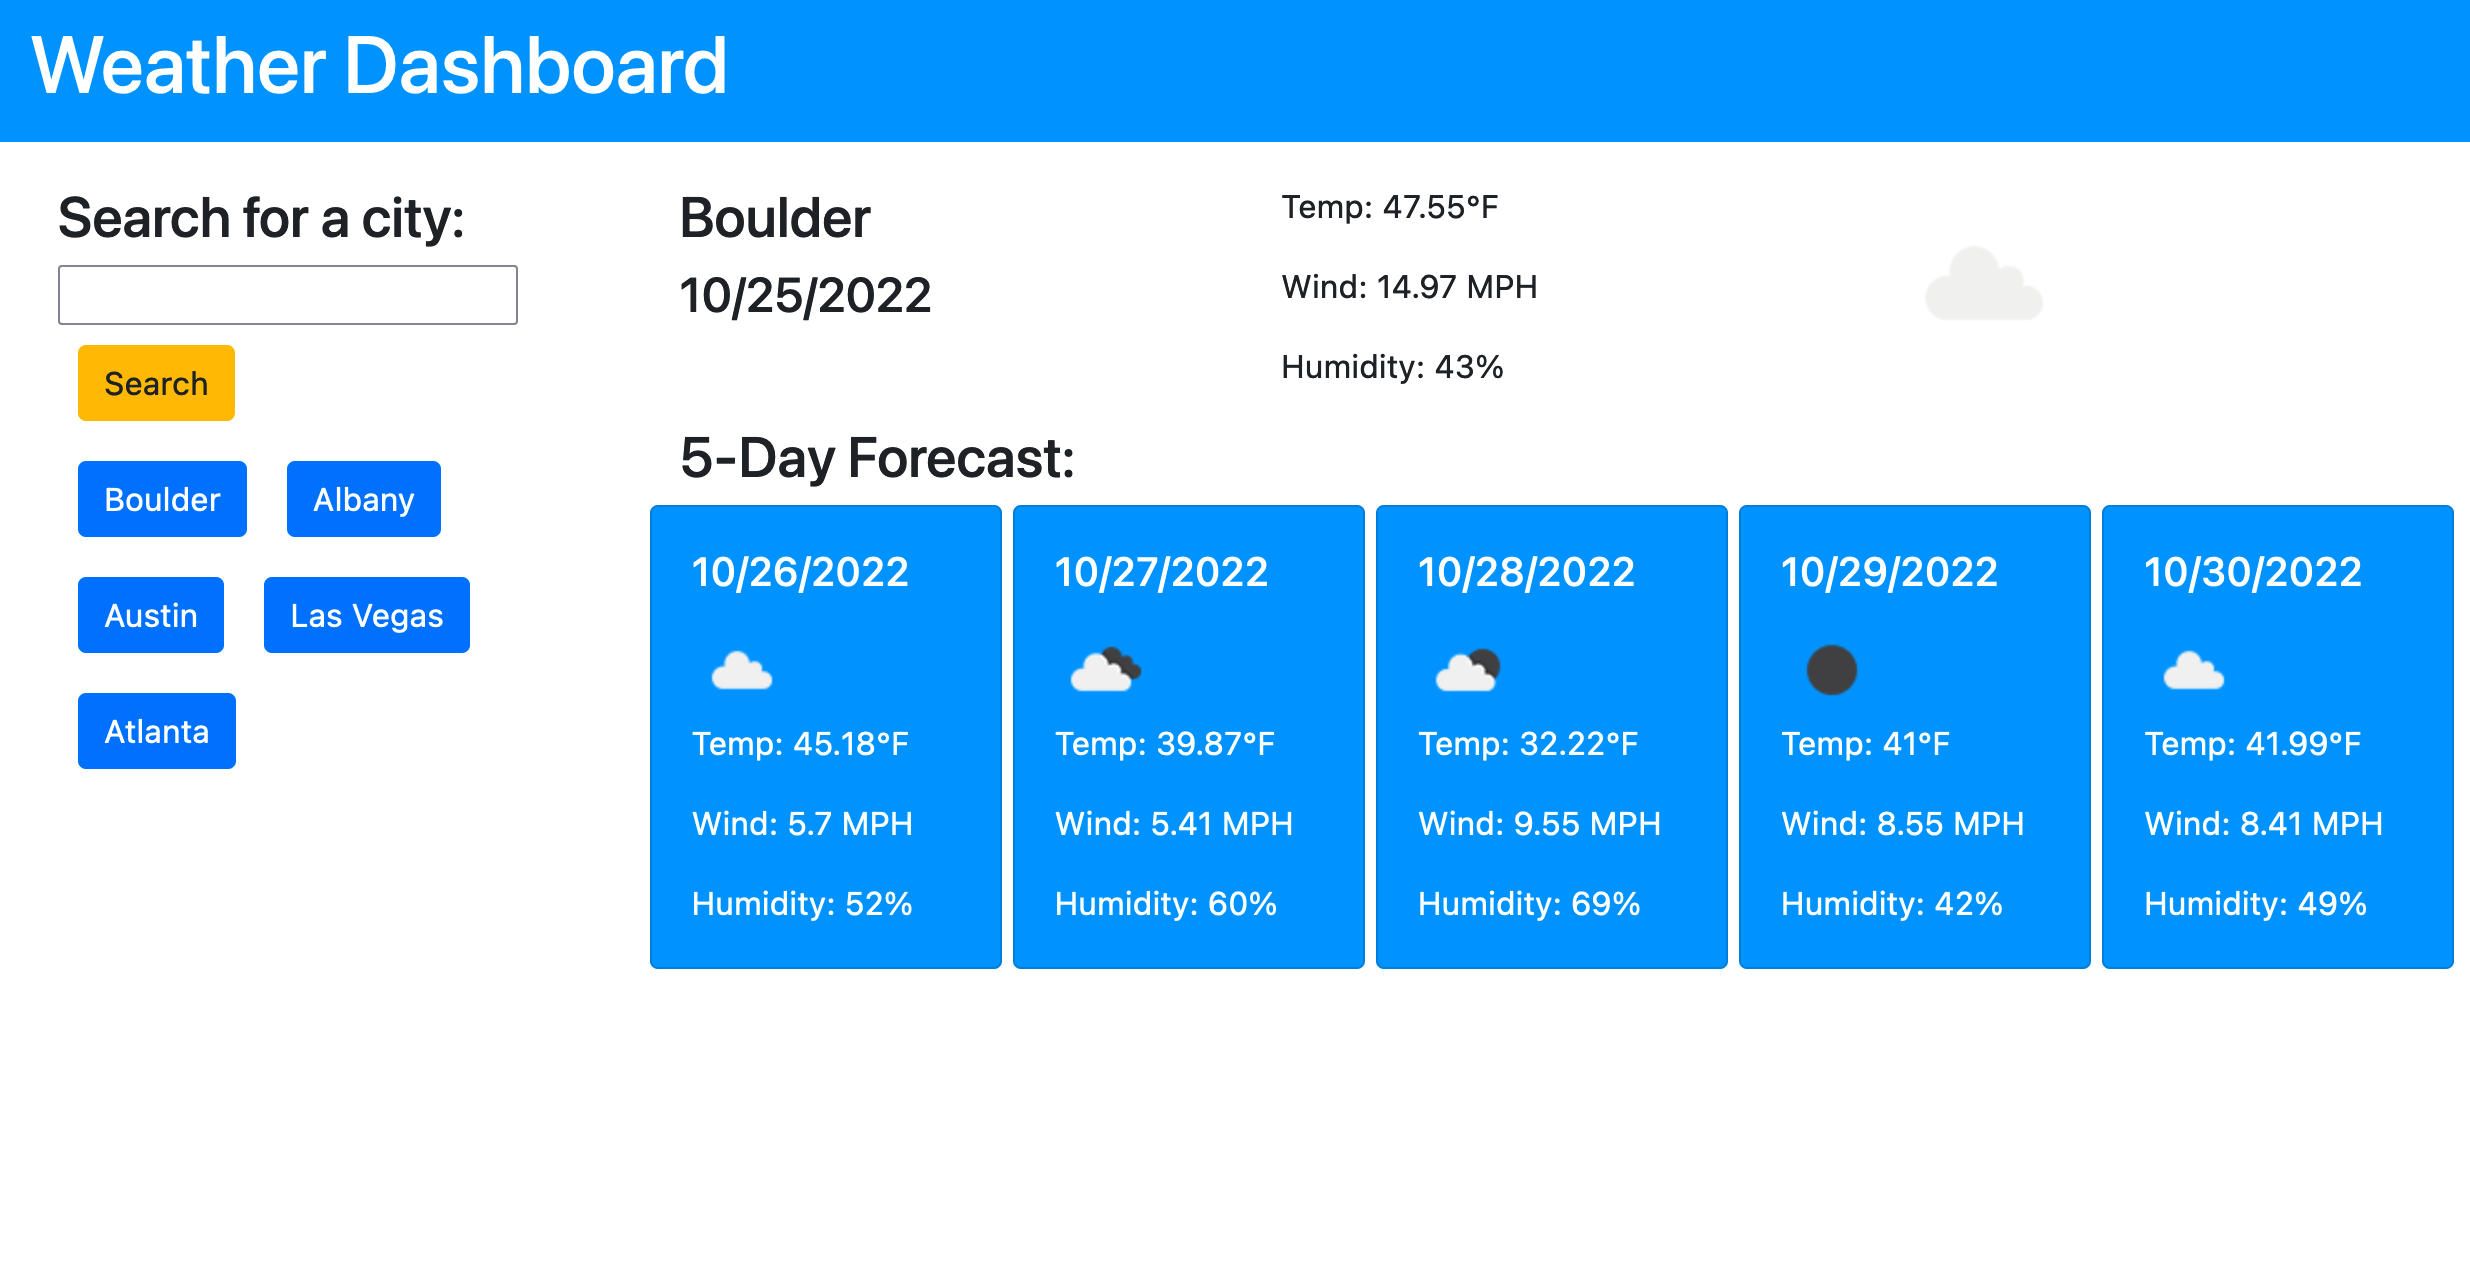 Weather Dashboard
Search for a city:
Search
Boulder Albany
Austin Las Vegas
Atlanta
Boulder
10/25/2022
Temp: 47.55°F
Wind: 14.97 MPH
Humidity: 43%
5-Day Forecast:
10/26/2022
Temp: 45.18°F
Wind: 5.7 MPH
Humidity: 52%
10/27/2022
Temp: 39.87°F
Wind: 5.41 MPH
Humidity: 60%
10/28/2022
Temp: 32.22°F
Wind: 9.55 MPH
Humidity: 69%
10/29/2022
Temp: 41°F
Wind: 8.55 MPH
Humidity: 42%
10/30/2022
Temp: 41.99°F
Wind: 8.41 MPH
Humidity: 49%